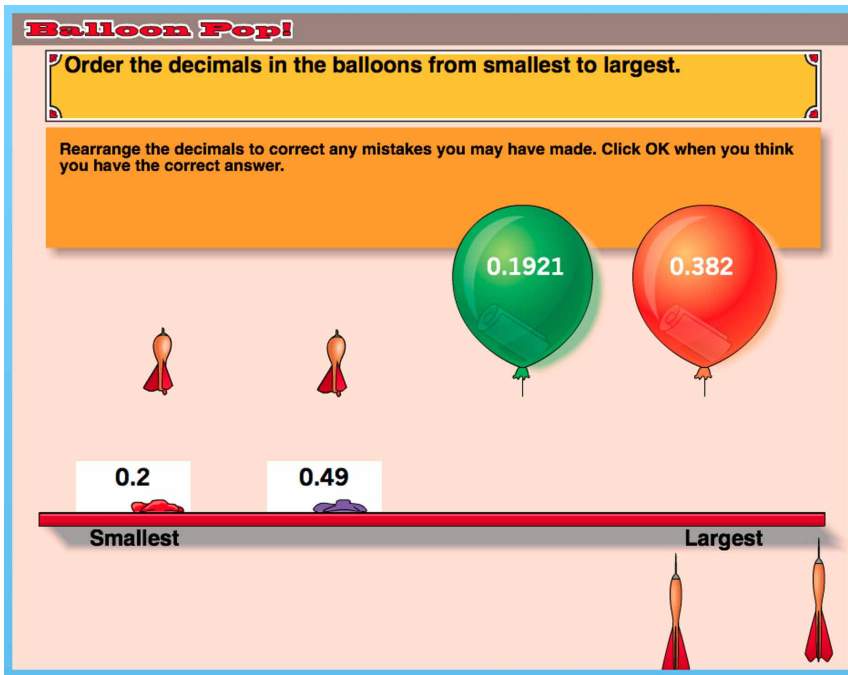 Balloon Pop!
Order the decimals in the balloons from smallest to largest.
Rearrange the decimals to correct any mistakes you may have made. Click OK when you think
you have the correct answer.
0.1921 0.382
0.2 0.49
Smallest Largest